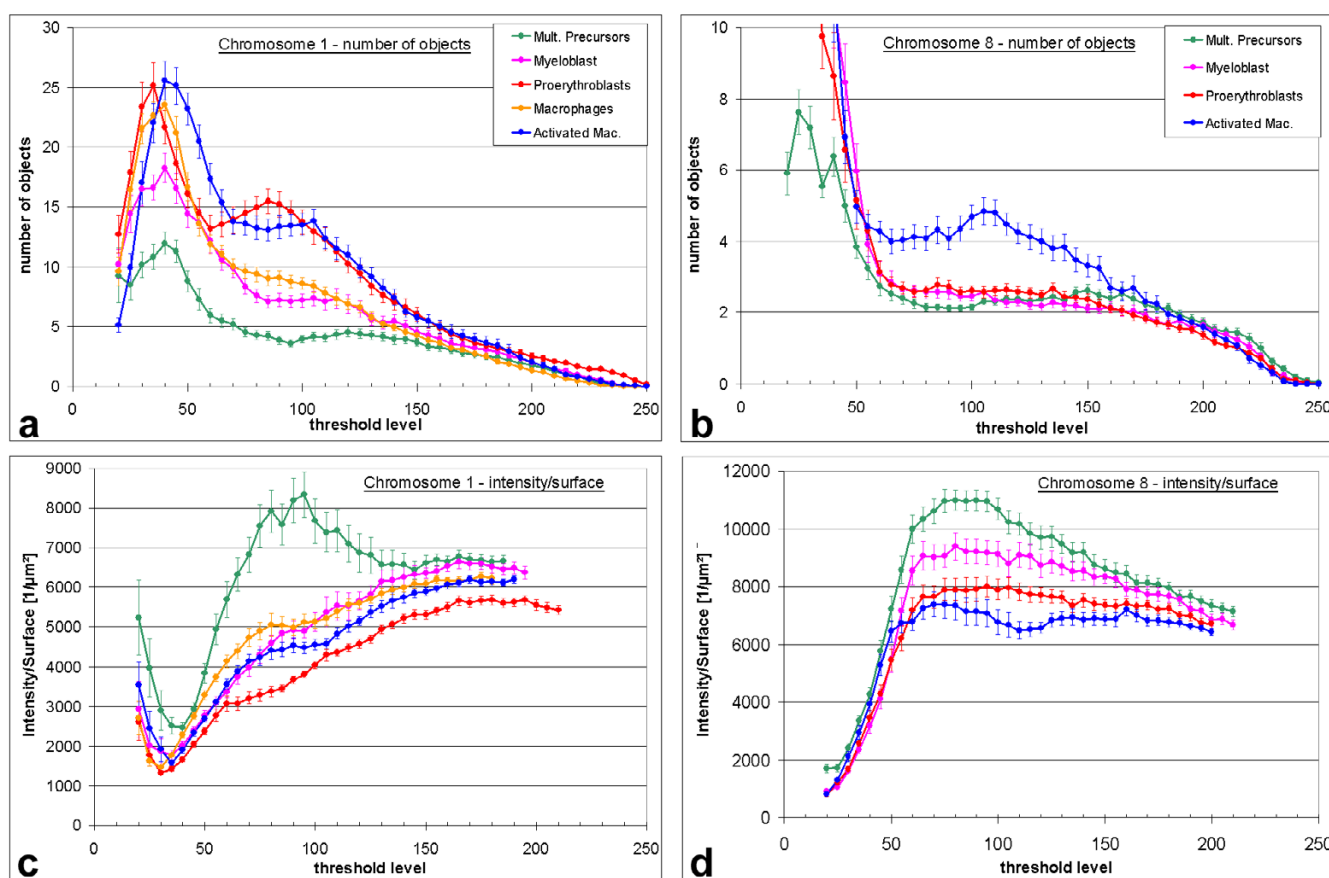 Chromosome 1 - number of objects
Mult. Precursors
Myeloblast
Proerythroblasts
Macrophages
Activated Mac.
number of objects
30
25
20
15
10
5
0
0 50 100 150 200 250
threshold level
a
Chromosome 8 - number of objects
Mult. Precursors
Myeloblast
Proerythroblasts
Activated Mac.
number of objects
10
8
6
4
2
0
0 50 100 150 200 250
threshold level
b
Chromosome 1 - intensity/surface
Intensity/Surface [1/µm²]
9000
8000
7000
6000
5000
4000
3000
2000
1000
0
0 50 100 150 200 250
threshold level
c
Chromosome 8 - intensity/surface
Intensity/Surface [1/µm²]
12000
10000
8000
6000
4000
2000
0
0 50 100 150 200 250
threshold level
d